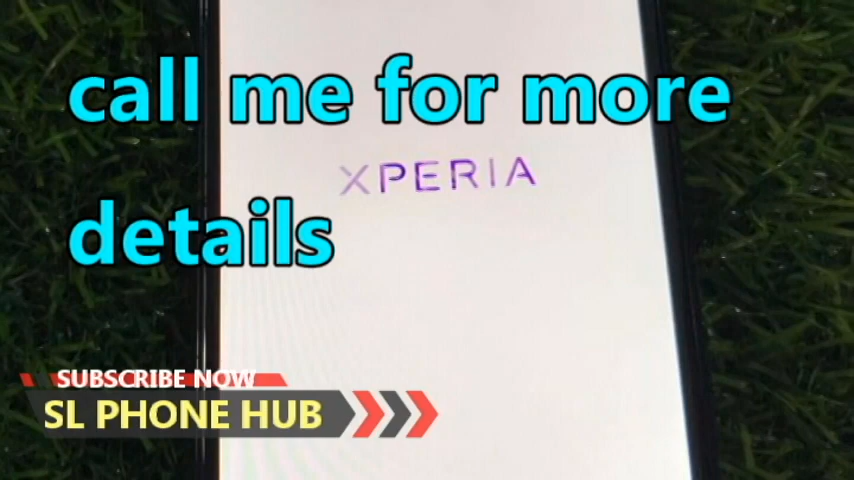 call me for more
XPERIA
details
SUBSCRIBE NOW
SL PHONE HUB